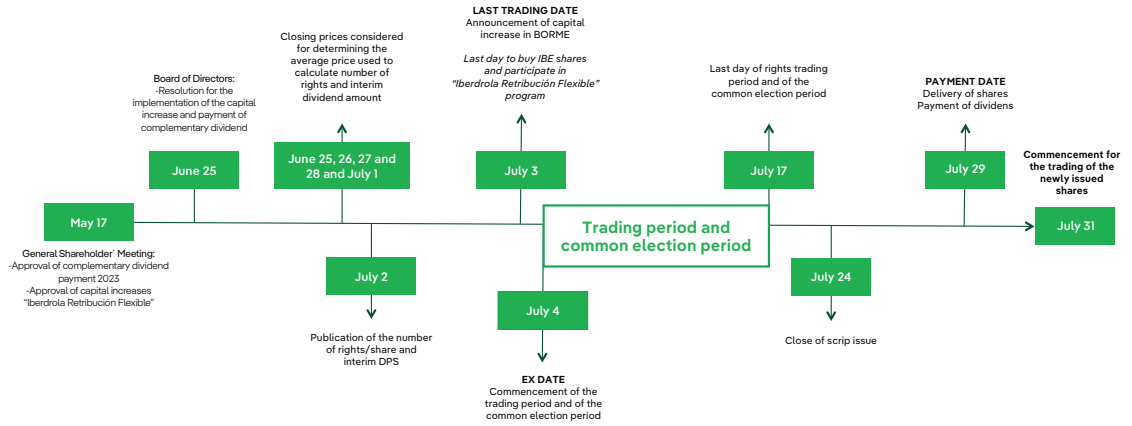 LAST TRADING DATE
Announcement of capital
increase in BORME
Last day to buy IBE shares
and participate in
“Iberdrola Retribución Flexible”
program
Closing prices considered
for determining the
average price used to
calculate number of
rights and interim
dividend amount
Board of Directors:
-Resolution for the
implementation of the capital
increase and payment of
complementary dividend
Last day of rights trading
period and of the
common election period
PAYMENT DATE
Delivery of shares
Payment of dividens
Commencement for
the trading of the
newly issued
shares
June 25
June 25, 26, 27 and
28 and July 1
July 3
July 17
July 29
May 17
Trading period and
common election period
July 31
General Shareholder´ Meeting:
-Approval of complementary dividend
payment 2023
-Approval of capital increases
“Iberdrola Retribución Flexible”
July 2
Publication of the number
of rights/share and
interim DPS
July 4
EX DATE
Commencement of the
trading period and of the
common election period
July 24
Close of scrip issue